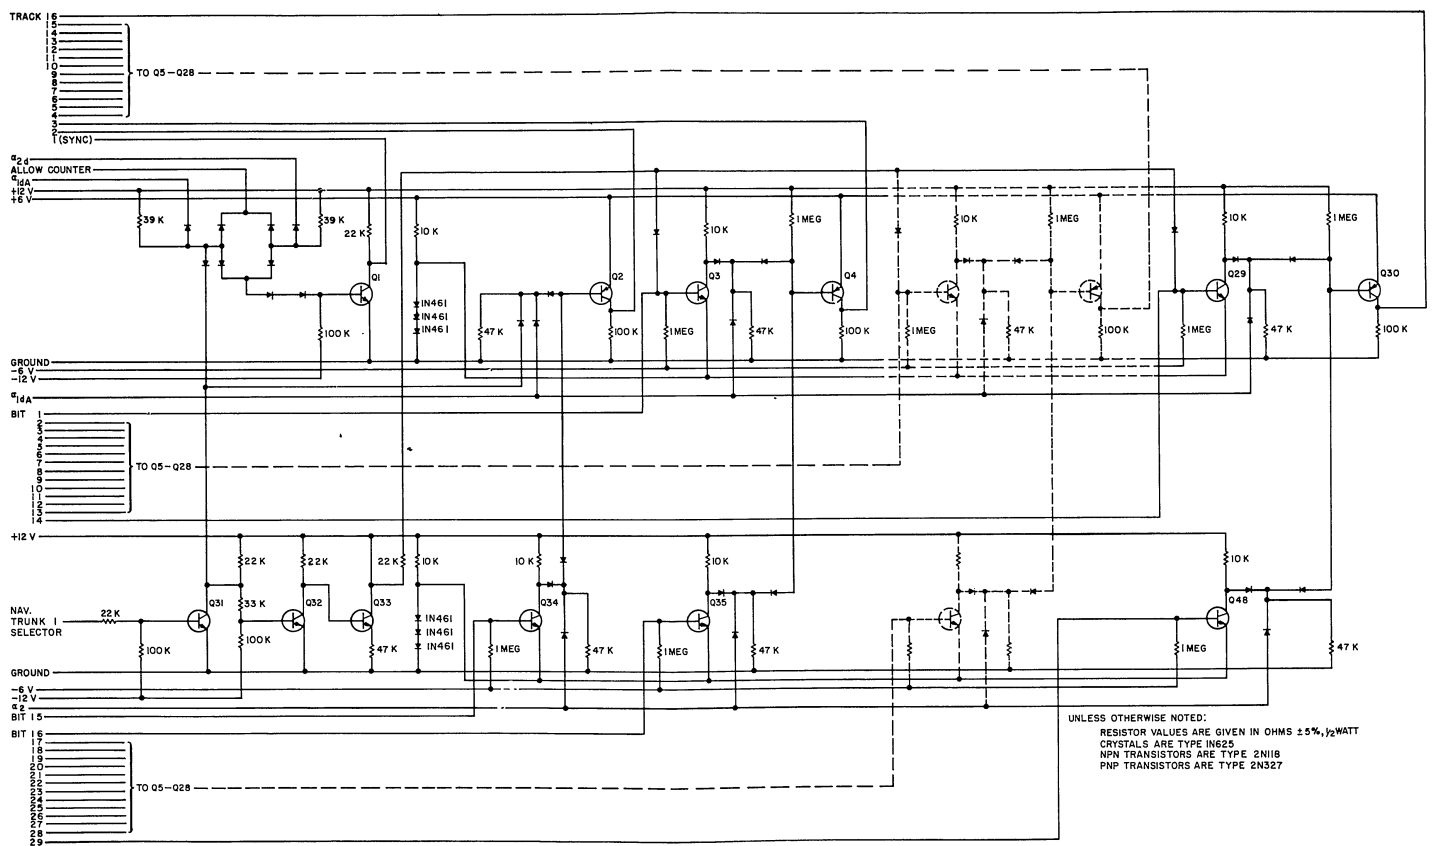 TRACK 16
15
14
13
12
11
10
9
8
7
6
5
4
TO Q5-Q28
3
2
1 (SYNC)
α2d
ALLOW COUNTER
α1dA
+12 V
+6 V
39 K
39 K
22 K
10 K
Q1
100 K
1N461
1N461
1N461
47 K
Q2
100 K
10 K
Q3
1 MEG
1 MEG
47 K
Q4
100 K
10 K
1 MEG
1 MEG
47 K
100 K
10 K
Q29
1 MEG
1 MEG
47 K
Q30
100 K
GROUND
-6 V
-12 V
α1dA
BIT 1
2
3
4
5
6
7
8
9
10
11
12
13
TO Q5-Q28
14
+12 V
22 K
22 K
22 K
10 K
10 K
10 K
10 K
NAV.
TRUNK 1
SELECTOR
22 K
Q31
33 K
Q32
Q33
100 K
100 K
47 K
1N461
1N461
1N461
Q34
1 MEG
47 K
Q35
1 MEG
47 K
Q48
1 MEG
47 K
GROUND
-6 V
-12 V
α2
BIT 15
BIT 16
17
18
19
20
21
22
23
24
25
26
27
28
TO Q5-Q28
29
UNLESS OTHERWISE NOTED:
RESISTOR VALUES ARE GIVEN IN OHMS ±5%, 1/2 WATT
CRYSTALS ARE TYPE IN625
NPN TRANSISTORS ARE TYPE 2N118
PNP TRANSISTORS ARE TYPE 2N327